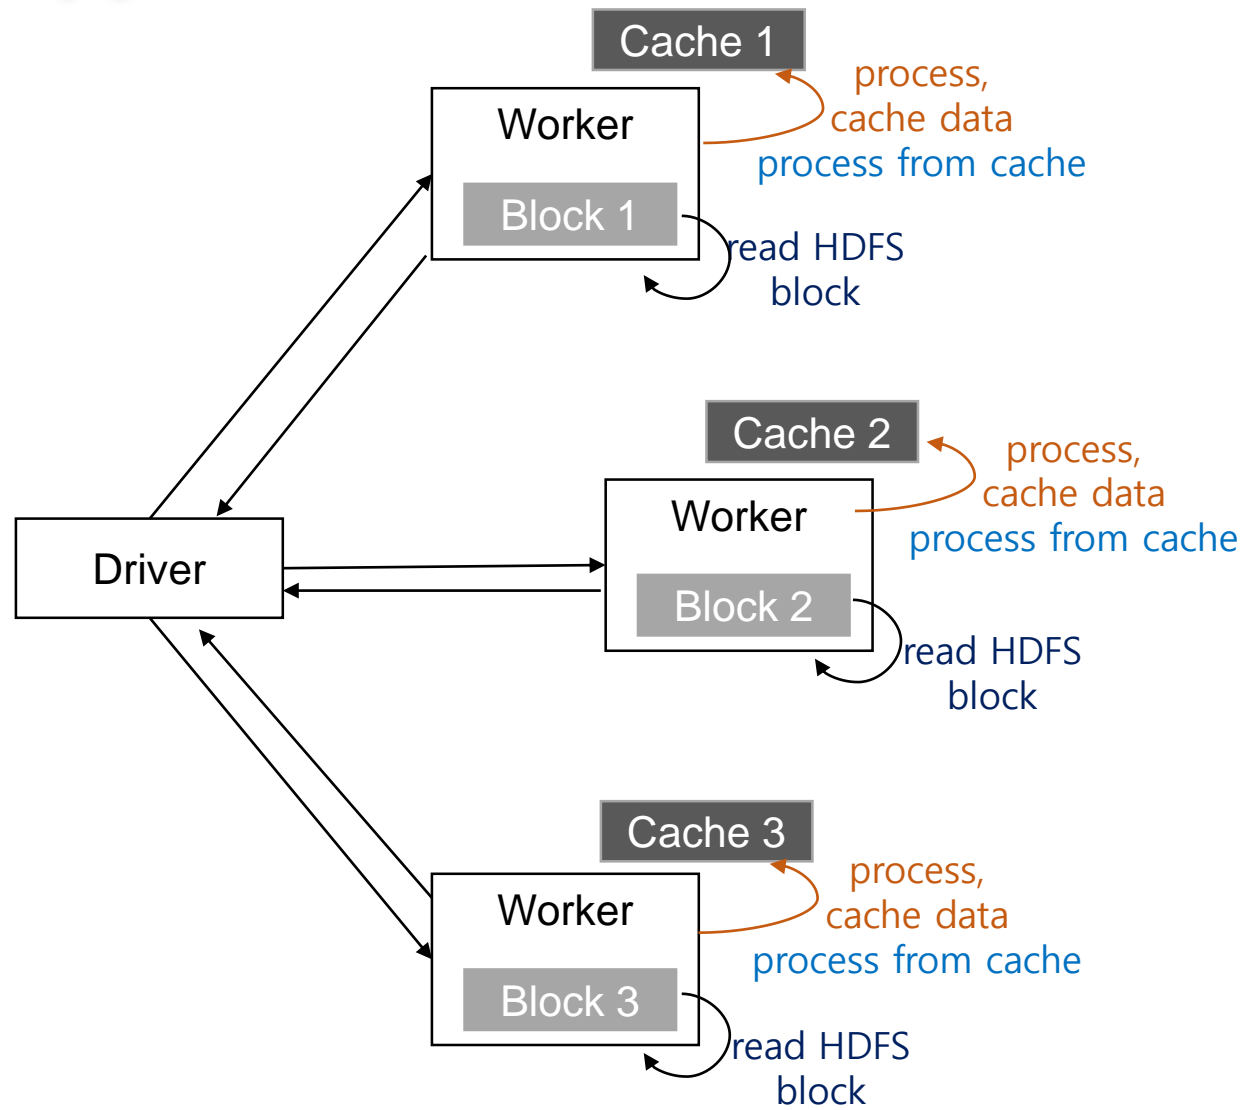 Cache 1
process,
cache data
process from cache
Worker
Block 1
read HDFS
block
Cache 2
process,
cache data
process from cache
Worker
Block 2
read HDFS
block
Driver
Cache 3
process,
cache data
process from cache
Worker
Block 3
read HDFS
block